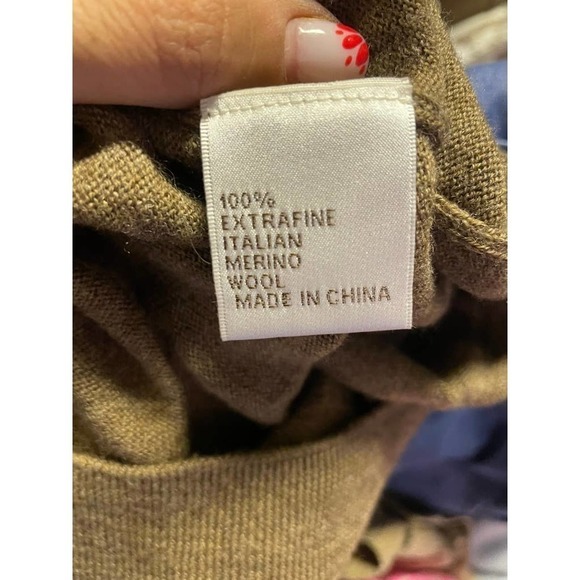 100%
EXTRAFINE
ITALIAN
MERINO
WOOL
MADE IN CHINA